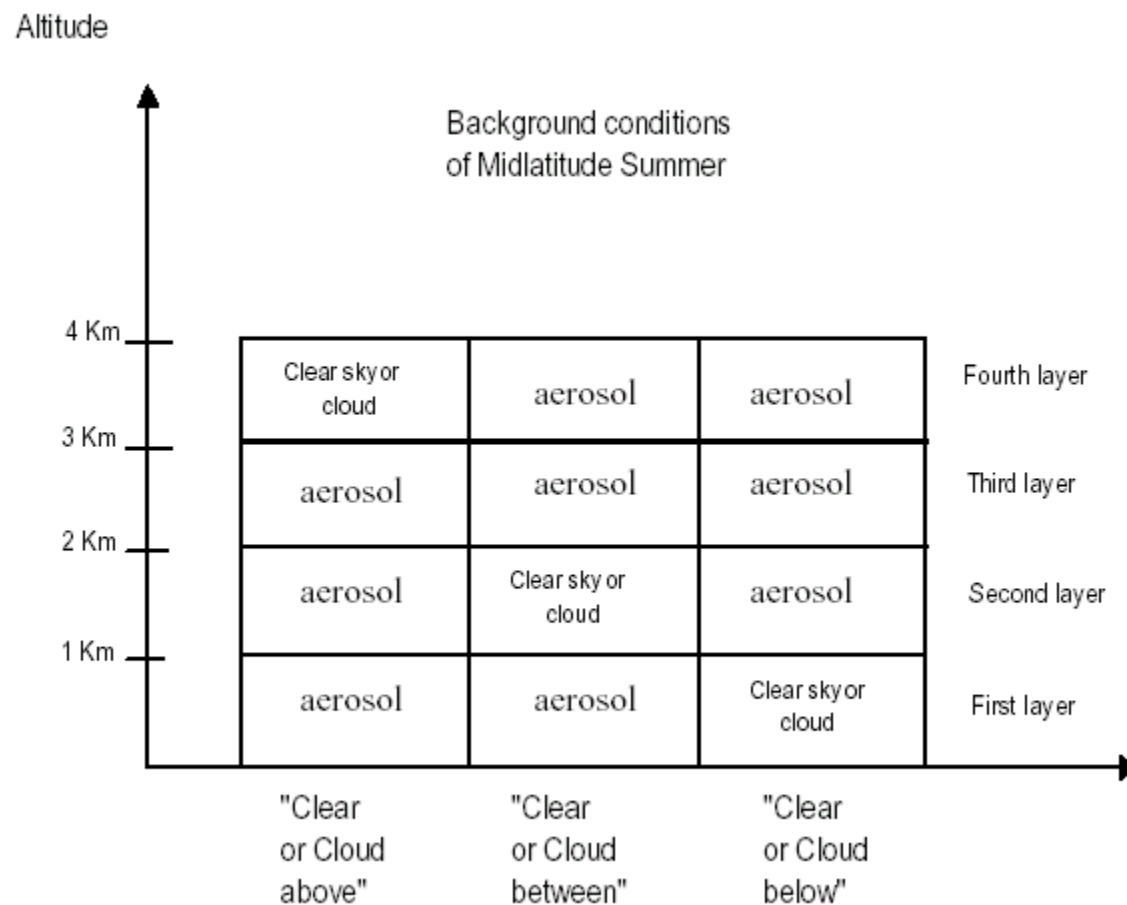 Altitude
Background conditions
of Midlatitude Summer
4 Km
Clear sky or
cloud
aerosol
aerosol
Fourth layer
3 Km
aerosol
aerosol
aerosol
Third layer
2 Km
aerosol
Clear sky or
cloud
aerosol
Second layer
1 Km
aerosol
aerosol
Clear sky or
cloud
First layer
"Clear
or Cloud
above"
"Clear
or Cloud
between"
"Clear
or Cloud
below"